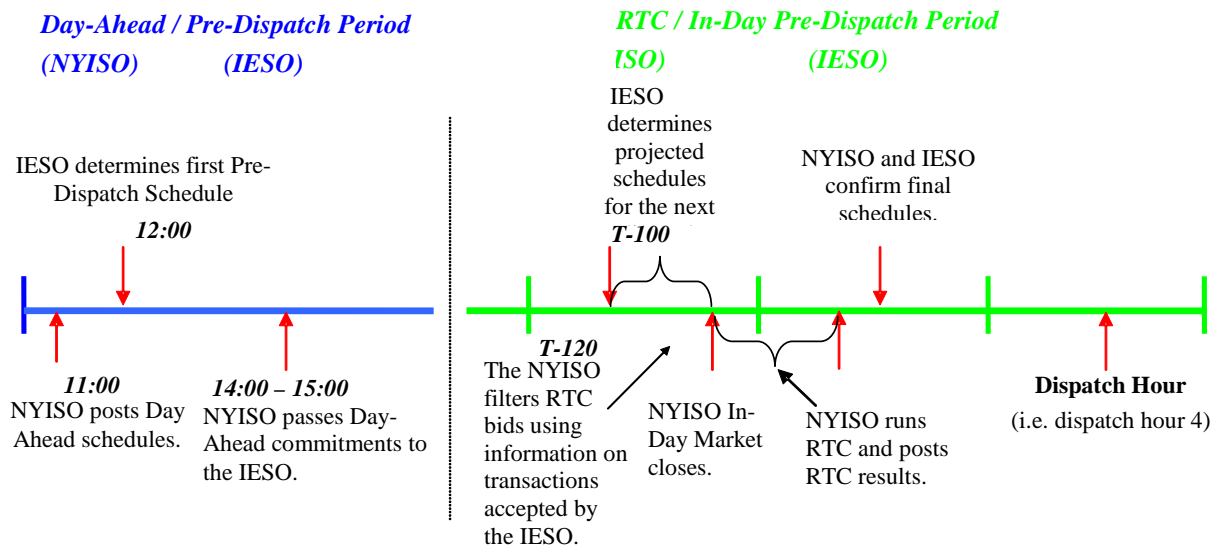 Day-Ahead / Pre-Dispatch Period
(NYISO) (IESO)
RTC / In-Day Pre-Dispatch Period
ISO) (IESO)
IESO determines first Pre-
Dispatch Schedule
12:00
11:00
NYISO posts Day
Ahead schedules.
14:00 – 15:00
NYISO passes Day-
Ahead commitments to
the IESO.
IESO
determines
projected
schedules
for the next
T-100
NYISO and IESO
confirm final
schedules.
T-120
The NYISO
filters RTC
bids using
information on
transactions
accepted by
the IESO.
NYISO In-
Day Market
closes.
NYISO runs
RTC and posts
RTC results.
Dispatch Hour
(i.e. dispatch hour 4)